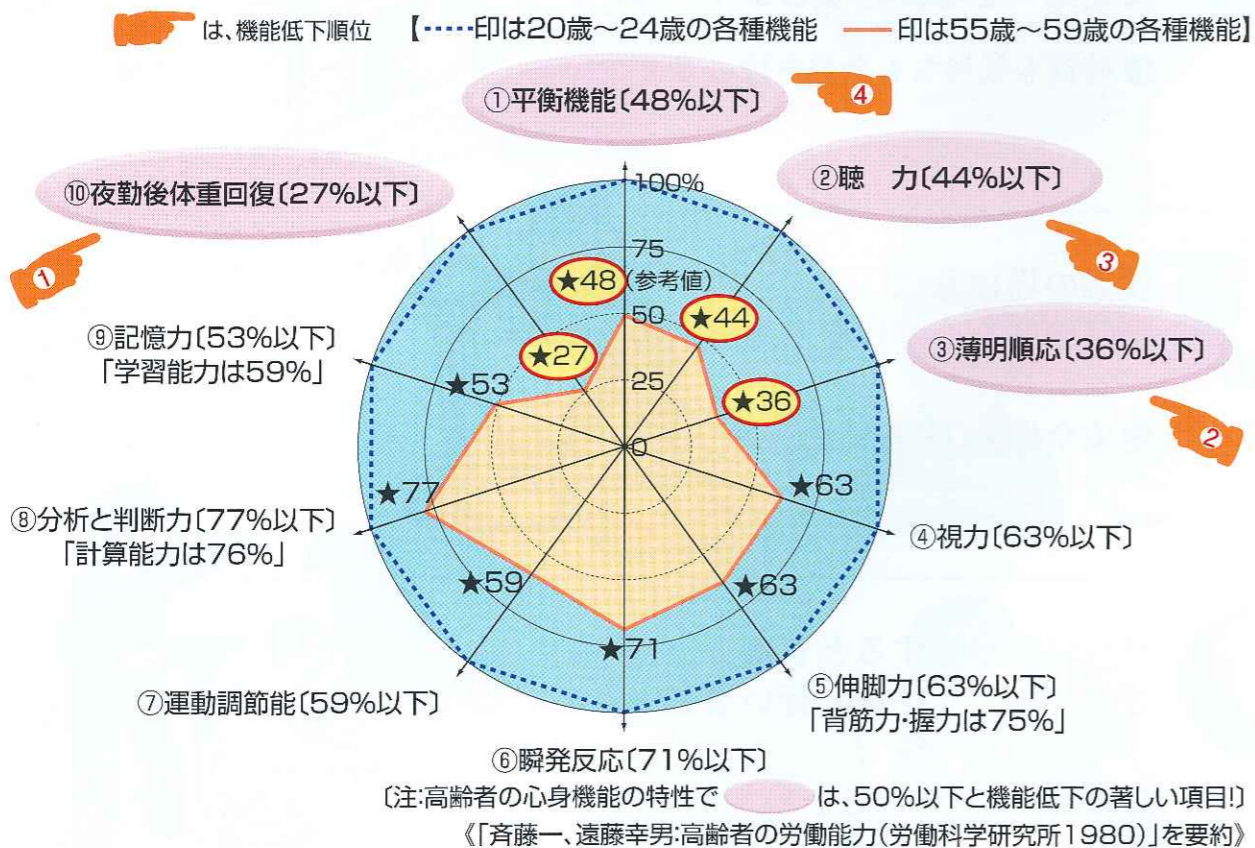 は、機能低下順位 【‥‥‥印は20歳～24歳の各種機能 ──印は55歳～59歳の各種機能】
①平衡機能〔48%以下〕
4
⑩夜勤後体重回復〔27%以下〕
②聴　力〔44%以下〕
1
3
100%
75
★48
(参考値)
50
★44
★27
⑨記憶力〔53%以下〕
「学習能力は59%」
③薄明順応〔36%以下〕
2
25
★53
★36
0
★77
★63
⑧分析と判断力〔77%以下〕
「計算能力は76%」
④視力〔63%以下〕
★59
★63
★71
⑦運動調節能〔59%以下〕
⑤伸脚力〔63%以下〕
「背筋力・握力は75%」
⑥瞬発反応〔71%以下〕
〔注:高齢者の心身機能の特性で は、50%以下と機能低下の著しい項目!〕
《「斉藤一、遠藤幸男:高齢者の労働能力(労働科学研究所1980)」を要約》